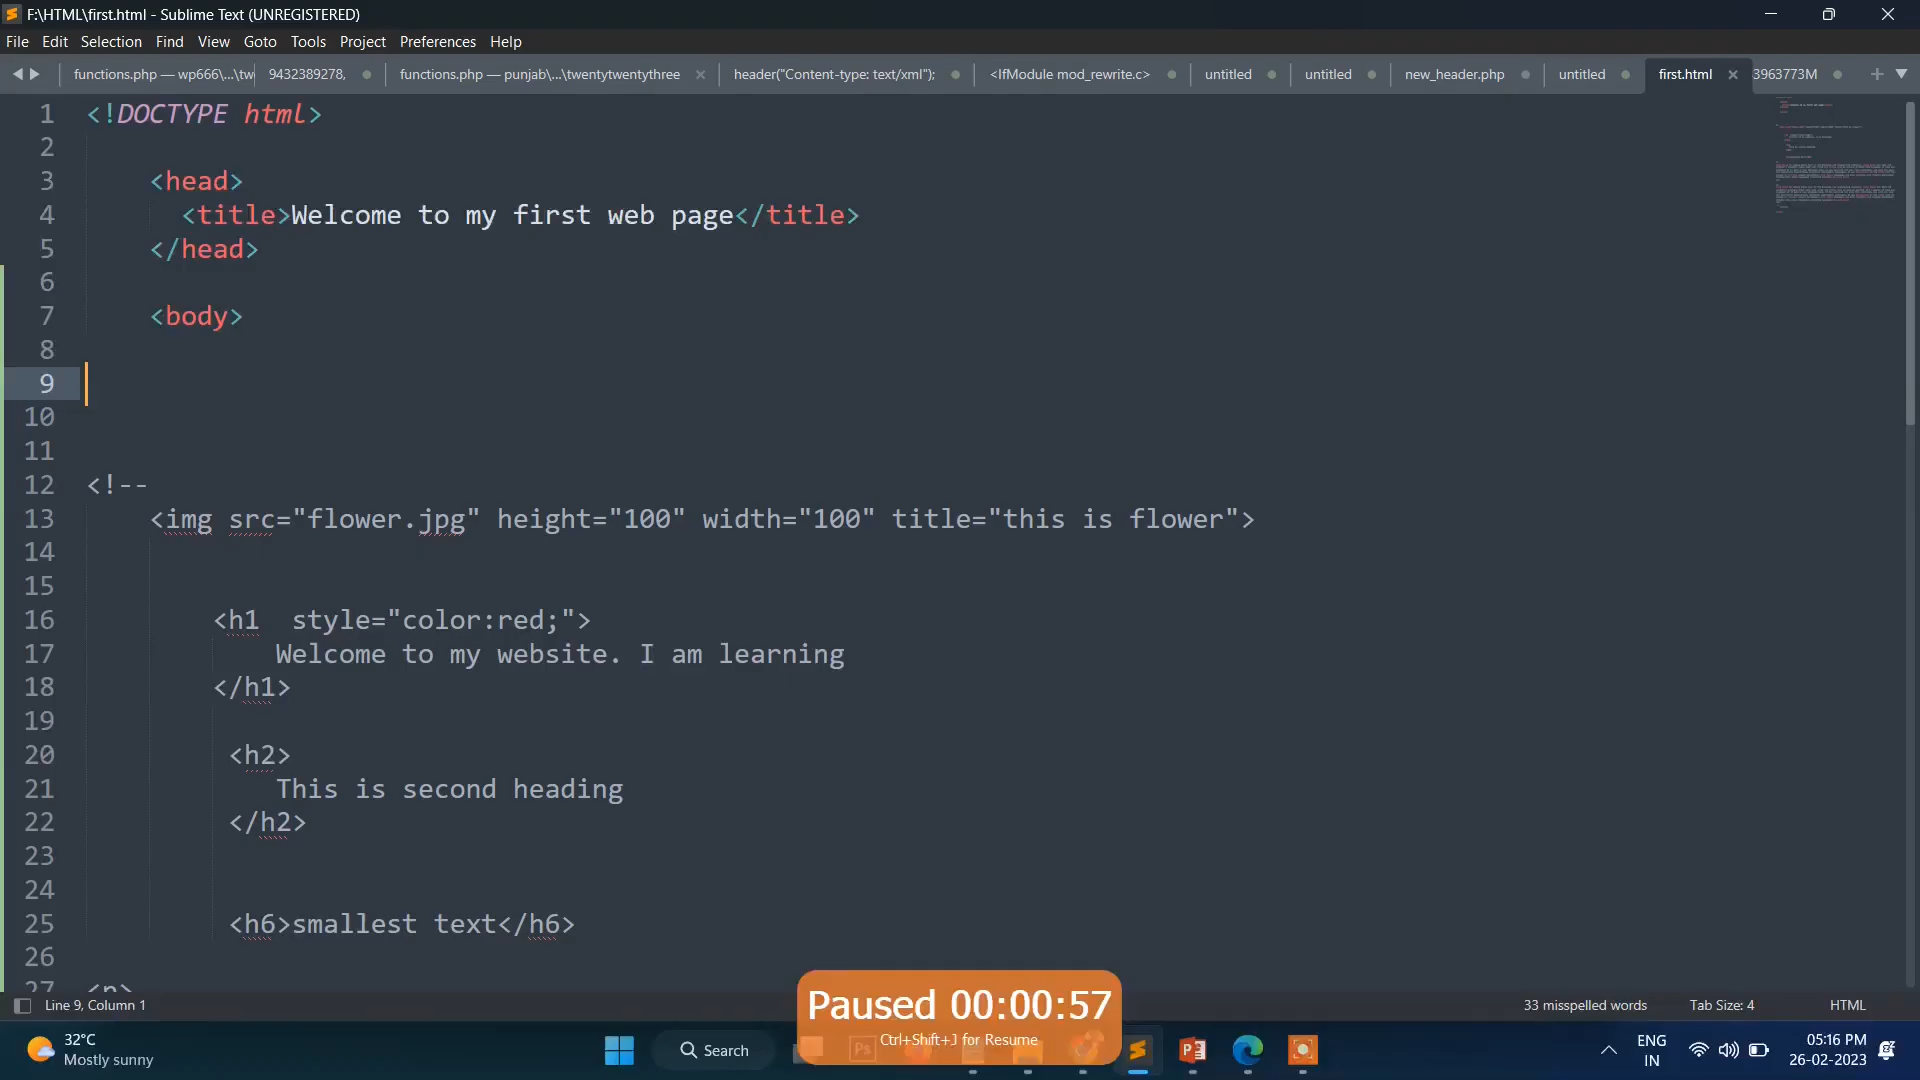 F:\HTML\first.html - Sublime Text (UNREGISTERED)
File Edit Selection Find View Goto Tools Project Preferences Help
functions.php — wp666\...\tw 9432389278, functions.php — punjab\...\twentytwentythree header("Content-type: text/xml"); <IfModule mod_rewrite.c> untitled untitled new_header.php untitled first.html 3963773M
1 <!DOCTYPE html>
2
3 <head>
4 <title>Welcome to my first web page</title>
5 </head>
6
7 <body>
8
9
10
11
12 <!--
13 <img src="flower.jpg" height="100" width="100" title="this is flower">
14
15
16 <h1  style="color:red;">
17 Welcome to my website. I am learning
18 </h1>
19
20 <h2>
21 This is second heading
22 </h2>
23
24
25 <h6>smallest text</h6>
26
27 <p>
Line 9, Column 1 33 misspelled words Tab Size: 4 HTML
Paused 00:00:57
Ctrl+Shift+J for Resume
32°C
Mostly sunny
Search
Ps
ENG
IN
05:16 PM
26-02-2023